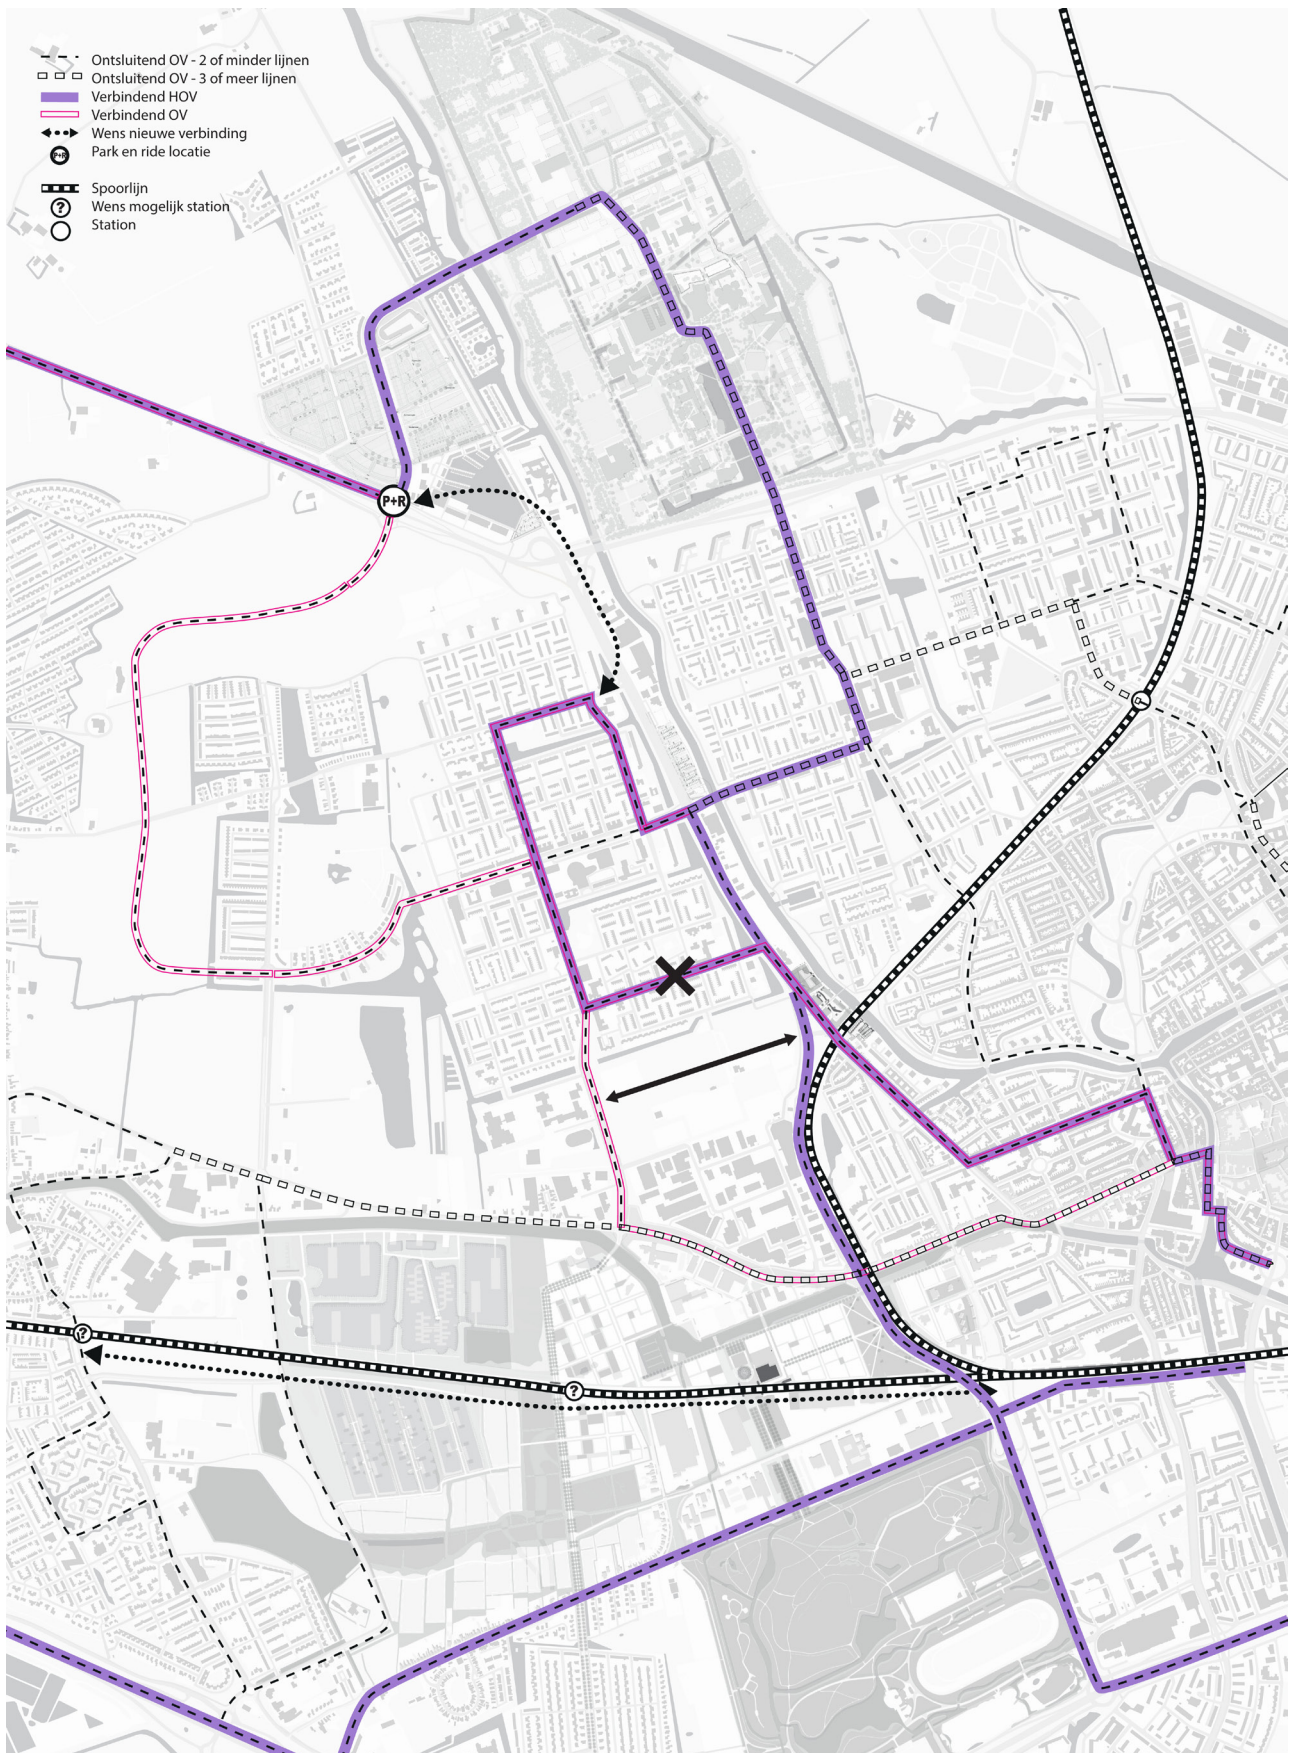 Ontsluitend OV - 2 of minder lijnen
Ontsluitend OV - 3 of meer lijnen
Verbindend HOV
Verbindend OV
Wens nieuwe verbinding
P+R Park en ride locatie
Spoorlijn
? Wens mogelijk station
Station
P+R
?
?